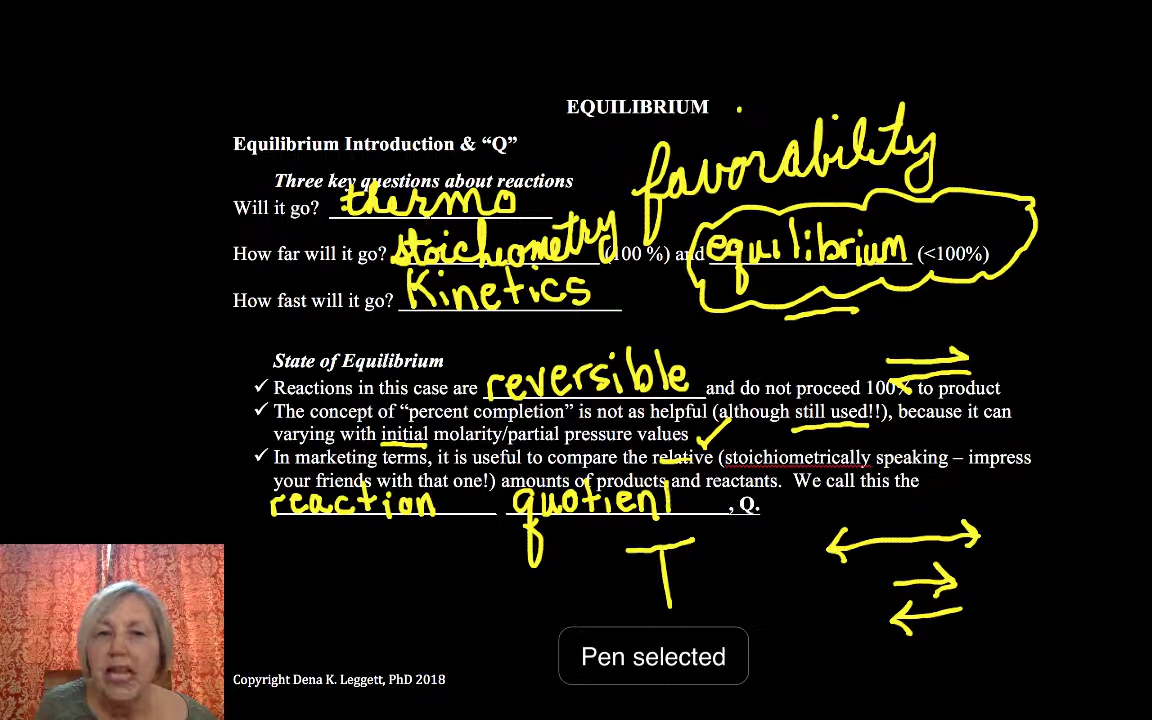 EQUILIBRIUM
Equilibrium Introduction & “Q”
favorability
Three key questions about reactions
Will it go? thermo
How far will it go? stoicheometry (100 %) and equilibrium (<100%)
How fast will it go? Kinetics
State of Equilibrium
✓ Reactions in this case are reversible and do not proceed 100% to product
✓ The concept of “percent completion” is not as helpful (although still used!!), because it can
varying with initial molarity/partial pressure values
✓ In marketing terms, it is useful to compare the relative (stoichiometrically speaking – impress
your friends with that one!) amounts of products and reactants. We call this the
reaction quotient, Q.
T
Pen selected
Copyright Dena K. Leggett, PhD 2018